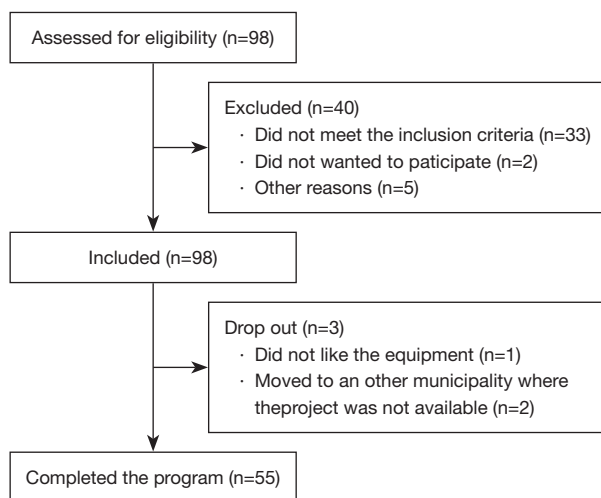 Assessed for eligibility (n=98)
Excluded (n=40)
· Did not meet the inclusion criteria (n=33)
· Did not wanted to paticipate (n=2)
· Other reasons (n=5)
Included (n=98)
Drop out (n=3)
· Did not like the equipment (n=1)
· Moved to an other municipality where
theproject was not available (n=2)
Completed the program (n=55)